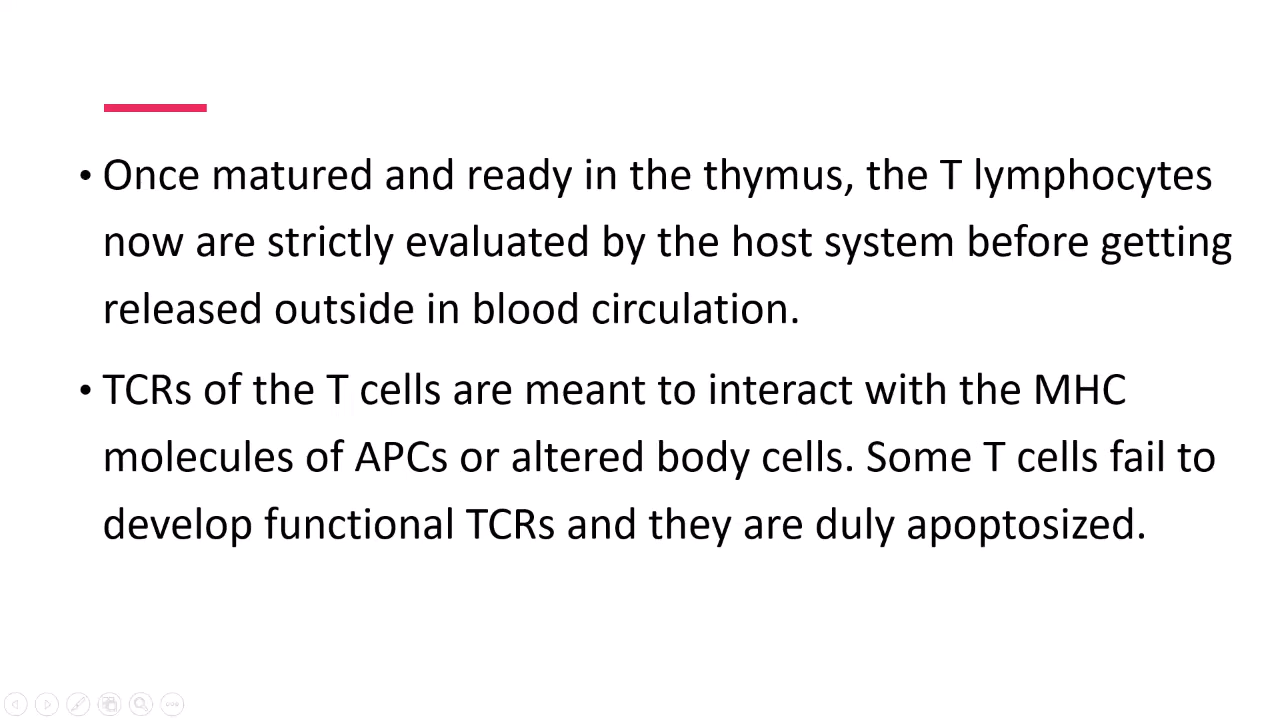 • Once matured and ready in the thymus, the T lymphocytes
now are strictly evaluated by the host system before getting
released outside in blood circulation.
• TCRs of the T cells are meant to interact with the MHC
molecules of APCs or altered body cells. Some T cells fail to
develop functional TCRs and they are duly apoptosized.